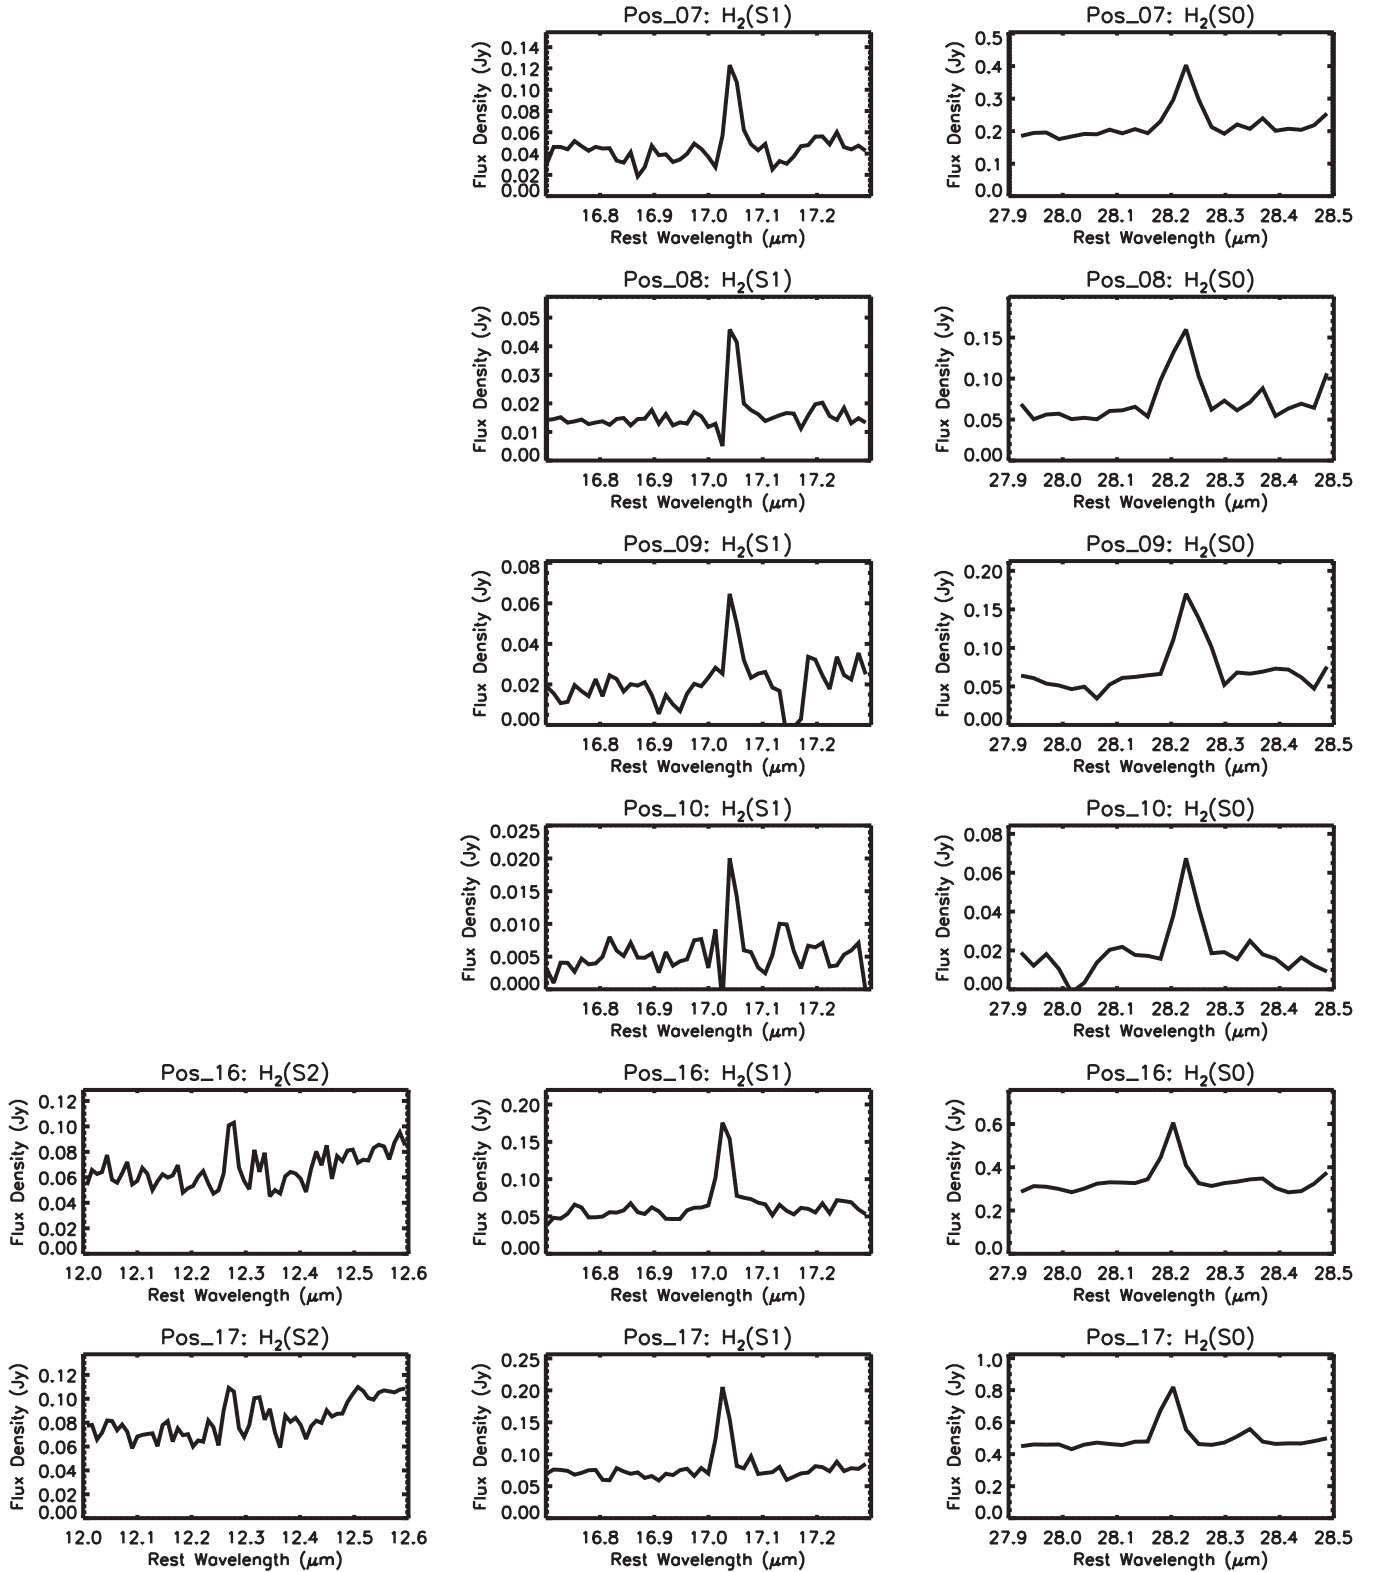 Pos_07: H₂(S1)
Flux Density (Jy)
0.14
0.12
0.10
0.08
0.06
0.04
0.02
0.00
16.8 16.9 17.0 17.1 17.2
Rest Wavelength (μm)
Pos_07: H₂(S0)
Flux Density (Jy)
0.5
0.4
0.3
0.2
0.1
0.0
27.9 28.0 28.1 28.2 28.3 28.4 28.5
Rest Wavelength (μm)
Pos_08: H₂(S1)
Flux Density (Jy)
0.05
0.04
0.03
0.02
0.01
0.00
16.8 16.9 17.0 17.1 17.2
Rest Wavelength (μm)
Pos_08: H₂(S0)
Flux Density (Jy)
0.15
0.10
0.05
0.00
27.9 28.0 28.1 28.2 28.3 28.4 28.5
Rest Wavelength (μm)
Pos_09: H₂(S1)
Flux Density (Jy)
0.08
0.06
0.04
0.02
0.00
16.8 16.9 17.0 17.1 17.2
Rest Wavelength (μm)
Pos_09: H₂(S0)
Flux Density (Jy)
0.20
0.15
0.10
0.05
0.00
27.9 28.0 28.1 28.2 28.3 28.4 28.5
Rest Wavelength (μm)
Pos_10: H₂(S1)
Flux Density (Jy)
0.025
0.020
0.015
0.010
0.005
0.000
16.8 16.9 17.0 17.1 17.2
Rest Wavelength (μm)
Pos_10: H₂(S0)
Flux Density (Jy)
0.08
0.06
0.04
0.02
0.00
27.9 28.0 28.1 28.2 28.3 28.4 28.5
Rest Wavelength (μm)
Pos_16: H₂(S2)
Flux Density (Jy)
0.12
0.10
0.08
0.06
0.04
0.02
0.00
12.0 12.1 12.2 12.3 12.4 12.5 12.6
Rest Wavelength (μm)
Pos_16: H₂(S1)
Flux Density (Jy)
0.20
0.15
0.10
0.05
0.00
16.8 16.9 17.0 17.1 17.2
Rest Wavelength (μm)
Pos_16: H₂(S0)
Flux Density (Jy)
0.6
0.4
0.2
0.0
27.9 28.0 28.1 28.2 28.3 28.4 28.5
Rest Wavelength (μm)
Pos_17: H₂(S2)
Flux Density (Jy)
0.12
0.10
0.08
0.06
0.04
0.02
0.00
12.0 12.1 12.2 12.3 12.4 12.5 12.6
Rest Wavelength (μm)
Pos_17: H₂(S1)
Flux Density (Jy)
0.25
0.20
0.15
0.10
0.05
0.00
16.8 16.9 17.0 17.1 17.2
Rest Wavelength (μm)
Pos_17: H₂(S0)
Flux Density (Jy)
1.0
0.8
0.6
0.4
0.2
0.0
27.9 28.0 28.1 28.2 28.3 28.4 28.5
Rest Wavelength (μm)